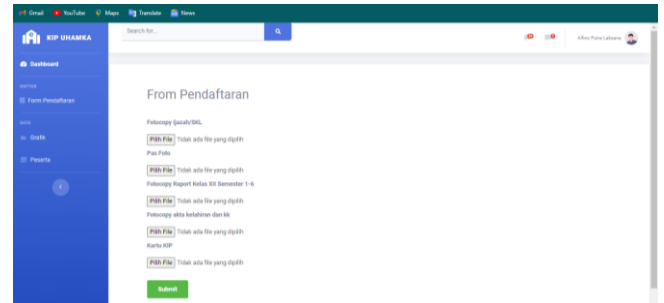 Gmail YouTube Maps Translate News
KIP UHAMKA
Search for...
Dashboard
Form Pendaftaran
Grafik
Peserta
From Pendaftaran
Fotocopy Ijazah/SKL
Pilih File Tidak ada file yang dipilih
Pas Foto
Pilih File Tidak ada file yang dipilih
Fotocopy Raport Kelas XII Semester 1-6
Pilih File Tidak ada file yang dipilih
Fotocopy akta kelahiran dan kk
Pilih File Tidak ada file yang dipilih
Kartu KIP
Pilih File Tidak ada file yang dipilih
Submit